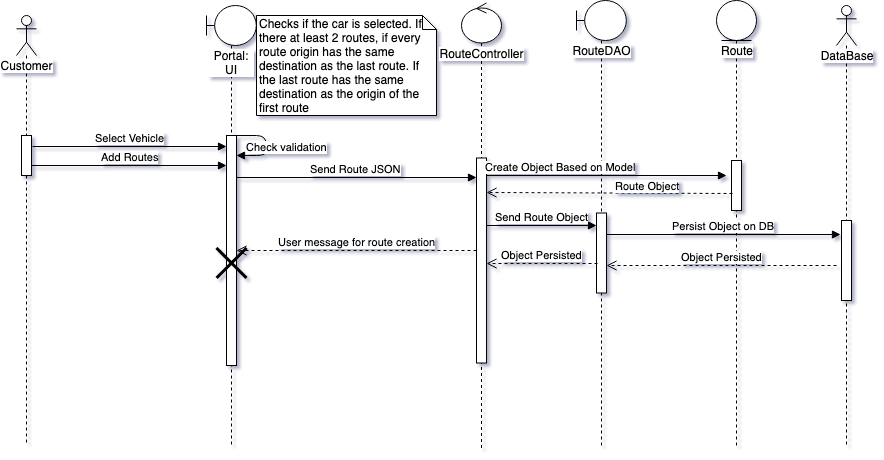 Checks if the car is selected. If
there at least 2 routes, if every
route origin has the same
destination as the last route. If
the last route has the same
destination as the origin of the
first route
Customer
Portal:
UI
RouteController
RouteDAO
Route
DataBase
Select Vehicle
Check validation
Add Routes
Send Route JSON
Create Object Based on Model
Route Object
Send Route Object
Persist Object on DB
User message for route creation
Object Persisted
Object Persisted